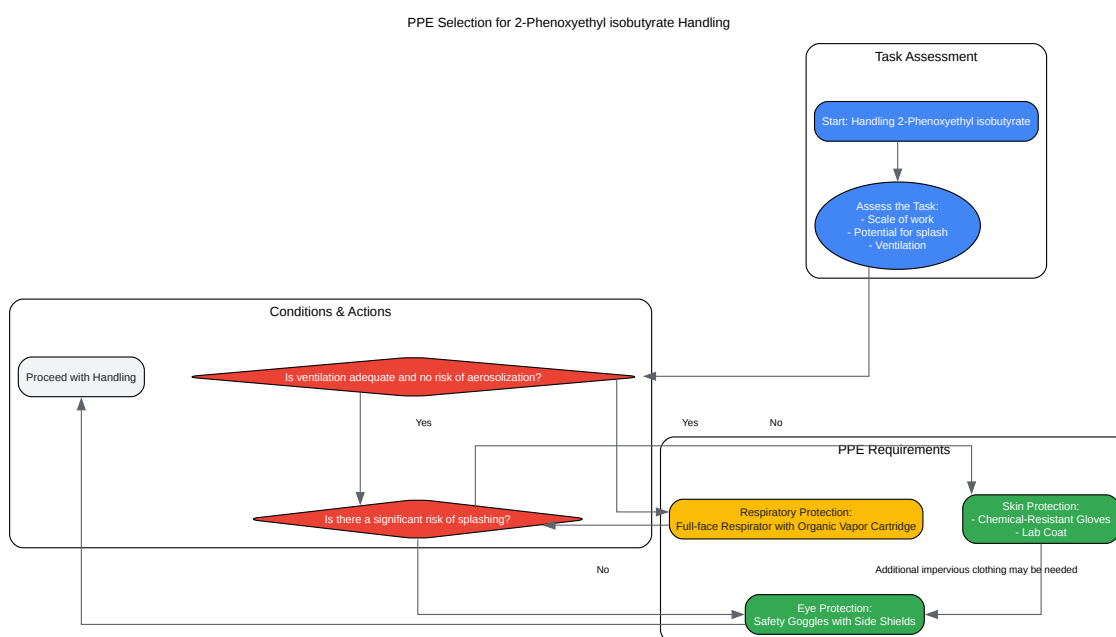 PPE Selection for 2-Phenoxyethyl isobutyrate Handling
Task Assessment
Start: Handling 2-Phenoxyethyl isobutyrate
Assess the Task:
- Scale of work
- Potential for splash
- Ventilation
Conditions & Actions
Proceed with Handling
Is ventilation adequate and no risk of aerosolization?
Yes
Yes
No
PPE Requirements
Is there a significant risk of splashing?
Respiratory Protection:
Full-face Respirator with Organic Vapor Cartridge
Skin Protection:
- Chemical-Resistant Gloves
- Lab Coat
No
Additional impervious clothing may be needed
Eye Protection:
Safety Goggles with Side Shields